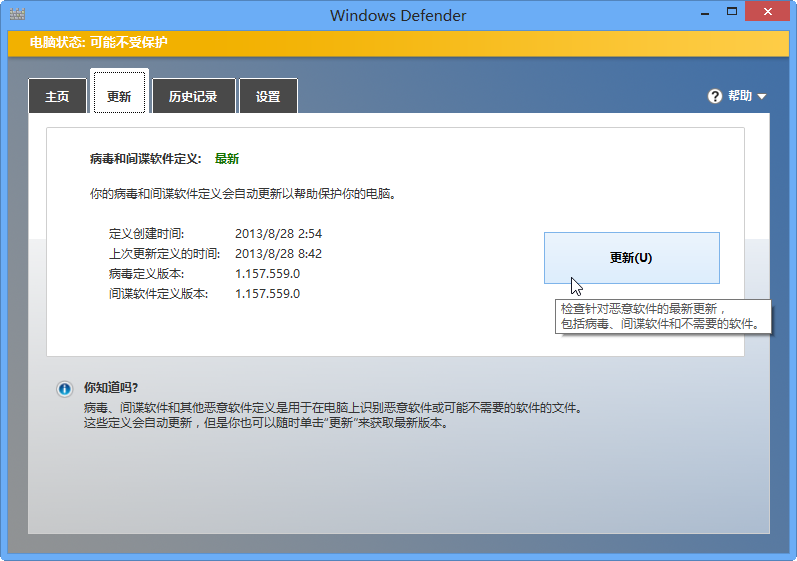 Windows Defender
电脑状态: 可能不受保护
主页
更新
历史记录
设置
帮助
病毒和间谍软件定义: 最新
你的病毒和间谍软件定义会自动更新以帮助保护你的电脑。
定义创建时间: 2013/8/28 2:54
上次更新定义的时间: 2013/8/28 8:42
病毒定义版本: 1.157.559.0
间谍软件定义版本: 1.157.559.0
更新(U)
检查针对恶意软件的最新更新，
包括病毒、间谍软件和不需要的软件。
你知道吗?
病毒、间谍软件和其他恶意软件定义是用于在电脑上识别恶意软件或可能不需要的软件的文件。
这些定义会自动更新，但是你也可以随时单击“更新”来获取最新版本。